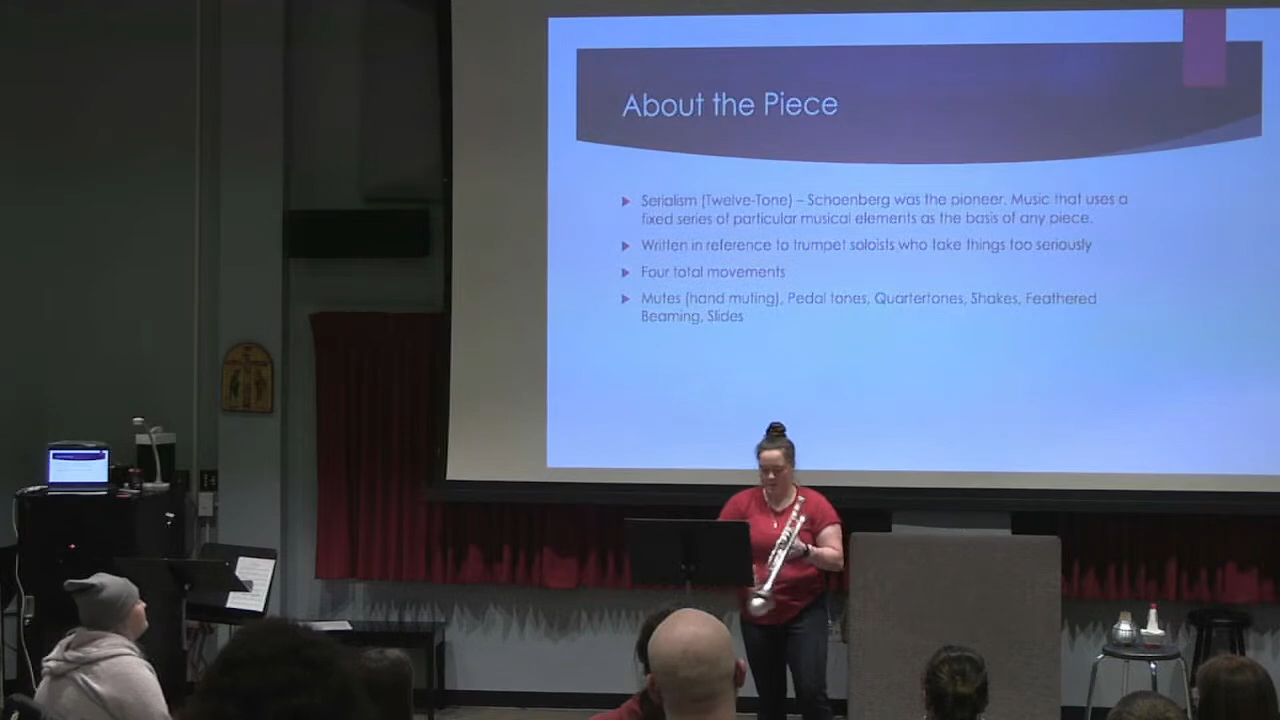 About the Piece
Serialism (Twelve-Tone) – Schoenberg was the pioneer. Music that uses a
fixed series of particular musical elements as the basis of any piece.
Written in reference to trumpet soloists who take things too seriously
Four total movements
Mutes (hand muting), Pedal tones, Quartertones, Shakes, Feathered
Beaming, Slides